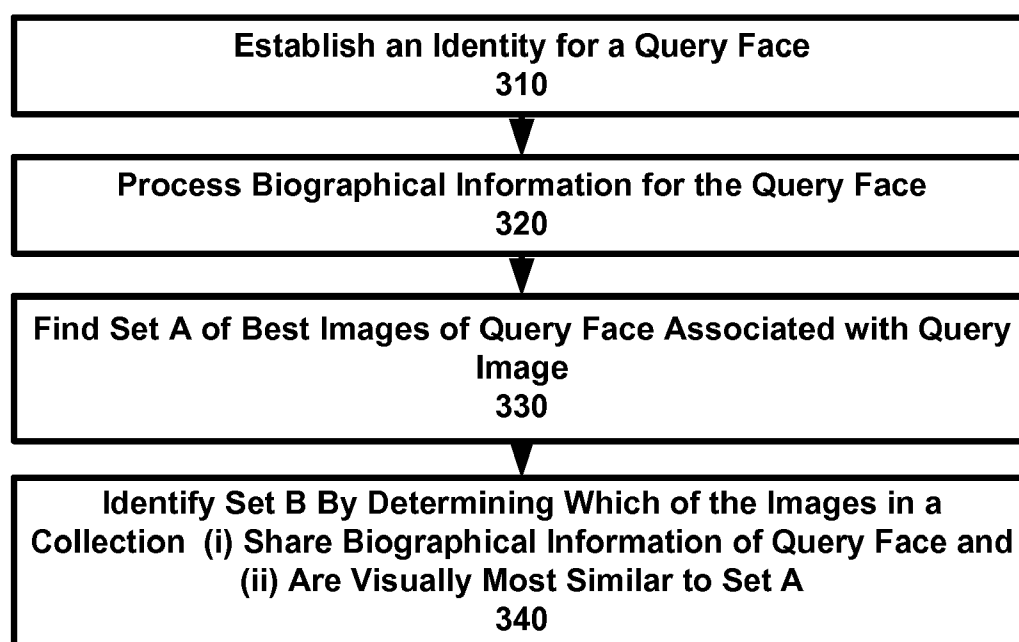 Establish an Identity for a Query Face
310
Process Biographical Information for the Query Face
320
Find Set A of Best Images of Query Face Associated with Query
Image
330
Identify Set B By Determining Which of the Images in a
Collection (i) Share Biographical Information of Query Face and
(ii) Are Visually Most Similar to Set A
340